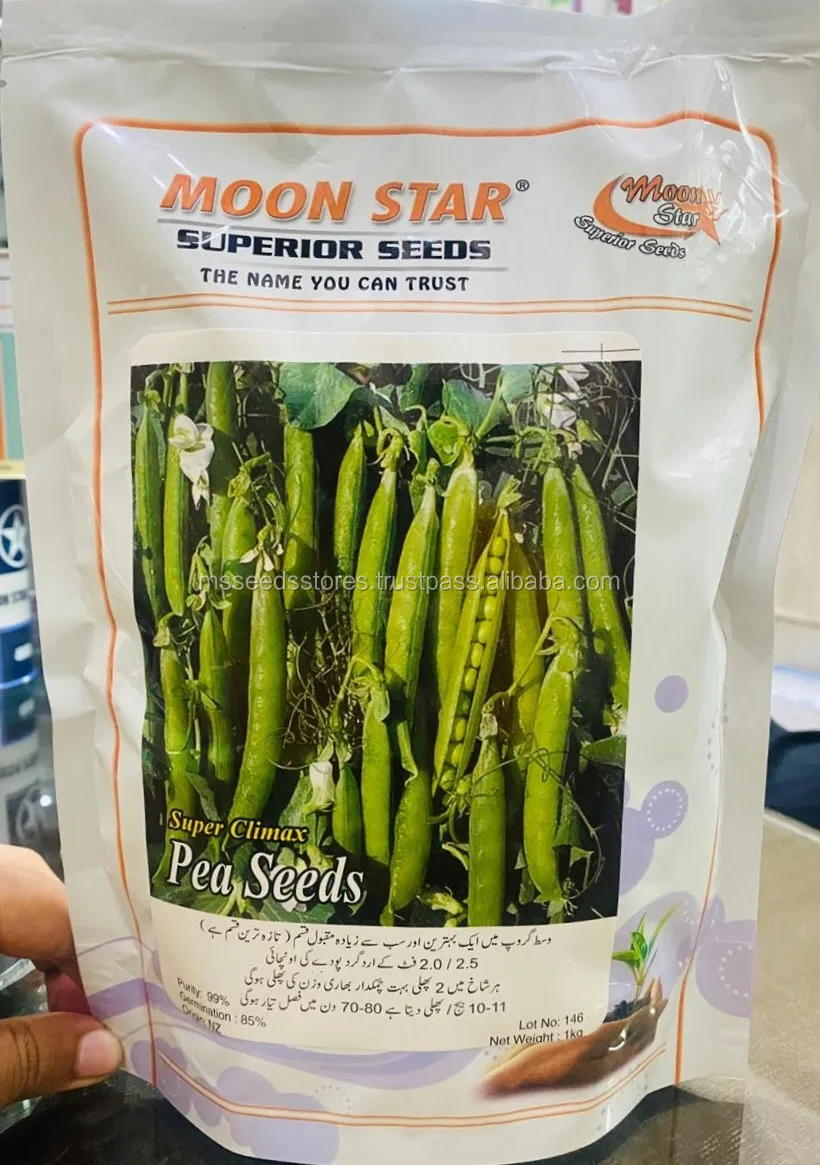 MOON STAR®
SUPERIOR SEEDS
THE NAME YOU CAN TRUST
Moon
Star
Superior Seeds
msseedsstores.trustpass.alibaba.com
Super Climax
Pea Seeds
وسط گروپ میں ایک بہترین اور سب سے زیادہ مقبول قسم (تازہ ترین قسم ہے)
2.0 / 2.5 فٹ کے اردگرد پودے کی اونچائی
ہر شاخ میں 2 پھلی بہت چمکدار بھاری وزن کی پھلی ہوگی
10-11 بیج / پھلی دیتا ہے 70-80 دن میں فصل تیار ہوگی
Purity: 99%
Germination : 85%
Origin: NZ
Lot No: 146
Net Weight : 1kg